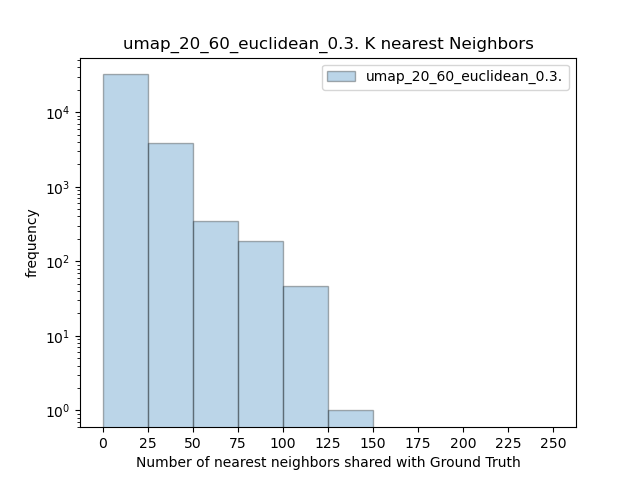 umap_20_60_euclidean_0.3. K nearest Neighbors
umap_20_60_euclidean_0.3.
frequency
10^4
10^3
10^2
10^1
10^0
0 25 50 75 100 125 150 175 200 225 250
Number of nearest neighbors shared with Ground Truth